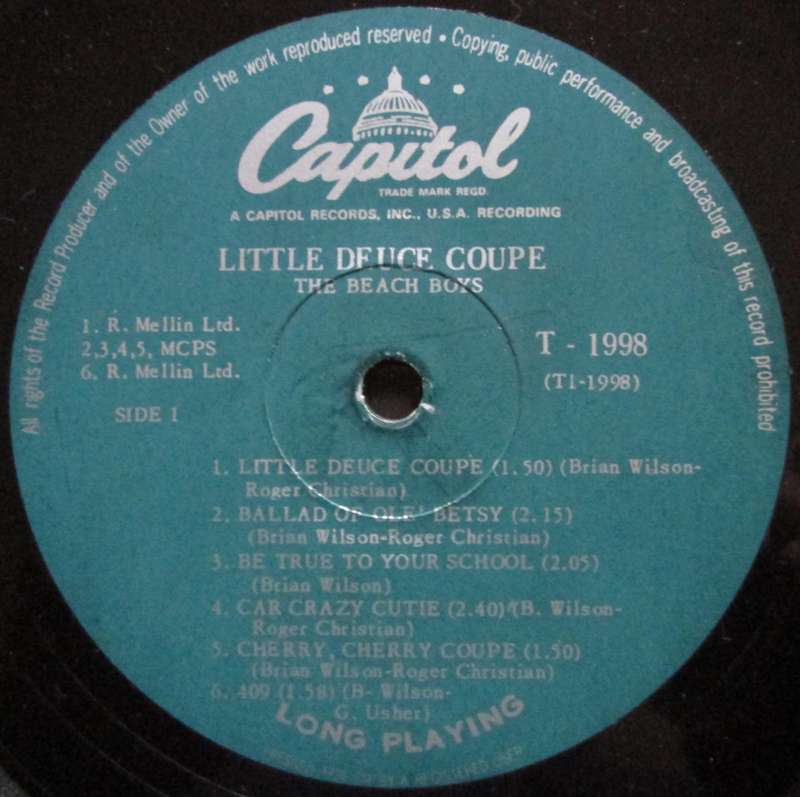 All rights of the Record Producer and of the Owner of the work reproduced reserved • Copying, public performance and broadcasting of this record prohibited
Capitol
TRADE MARK REGD.
A CAPITOL RECORDS, INC., U.S.A. RECORDING
LITTLE DEUCE COUPE
THE BEACH BOYS
1. R. Mellin Ltd.
2,3,4,5, MCPS
6. R. Mellin Ltd.
SIDE 1
T - 1998
(T1-1998)
1. LITTLE DEUCE COUPE (1.50) (Brian Wilson-
Roger Christian)
2. BALLAD OF OLE' BETSY (2.15)
(Brian Wilson-Roger Christian)
3. BE TRUE TO YOUR SCHOOL (2.05)
(Brian Wilson)
4. CAR CRAZY CUTIE (2.40) (B. Wilson-
Roger Christian)
5. CHERRY, CHERRY COUPE (1.50)
(Brian Wilson-Roger Christian)
6. 409 (1.58) (B- Wilson-
G. Usher)
LONG PLAYING
A REGISTERED USER